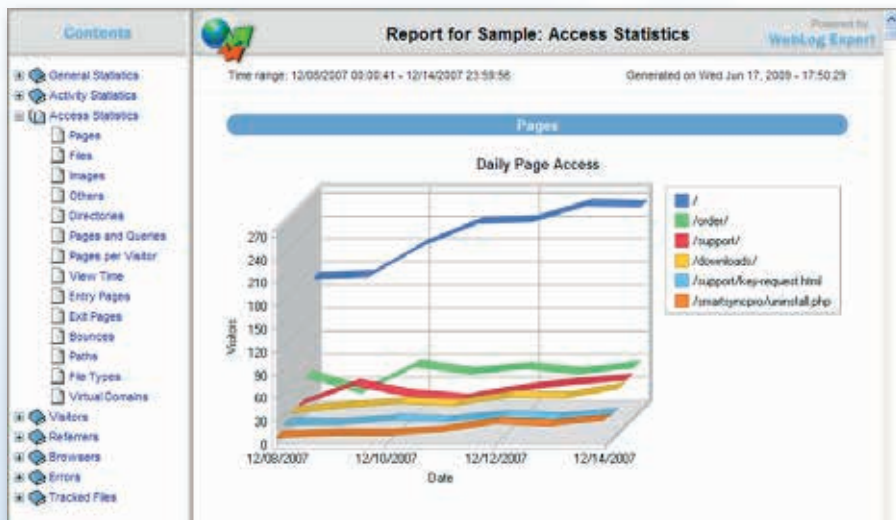 Contents
General Statistics
Activity Statistics
Access Statistics
Pages
Files
Images
Others
Directories
Pages and Queries
Pages per Visitor
View Time
Entry Pages
Exit Pages
Bounces
Paths
File Types
Virtual Domains
Visitors
Referrers
Browsers
Errors
Tracked Files
Report for Sample: Access Statistics
Powered by
WebLog Expert
Time range: 12/08/2007 00:00:41 - 12/14/2007 23:59:56
Generated on Wed Jun 17, 2009 - 17:50:29
Pages
Daily Page Access
270
240
210
180
150
120
90
60
30
0
Visitors
12/08/2007
12/10/2007
12/12/2007
12/14/2007
Date
/
/order/
/support/
/downloads/
/support/key-request.html
/smartsyncpro/uninstall.php